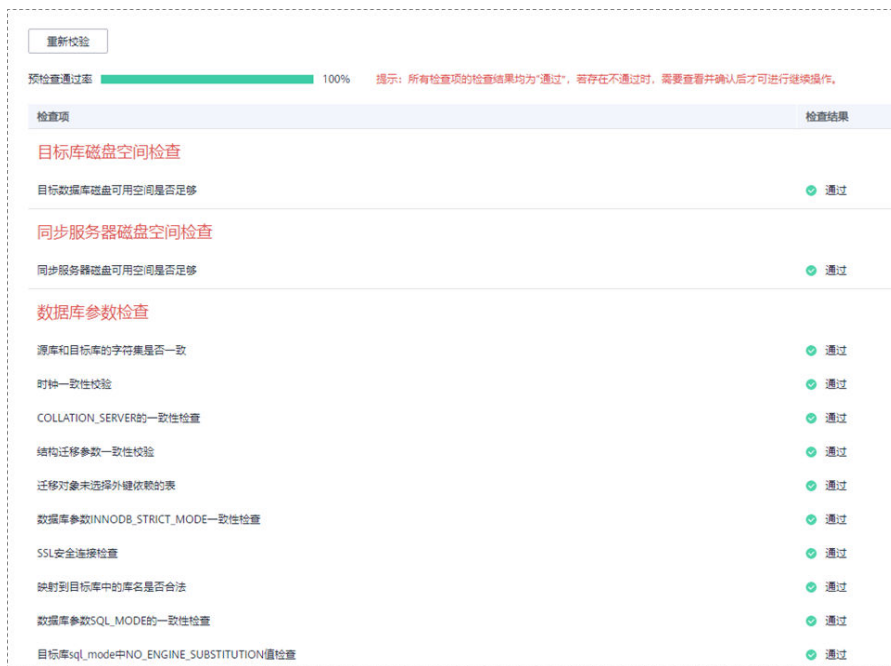 重新校验
预检查通过率 100% 提示：所有检查项的检查结果均为"通过"，若存在不通过时，需要查看并确认后才可进行继续操作。
检查项 检查结果
目标库磁盘空间检查
目标数据库磁盘可用空间是否足够 通过
同步服务器磁盘空间检查
同步服务器磁盘可用空间是否足够 通过
数据库参数检查
源库和目标库的字符集是否一致 通过
时钟一致性校验 通过
COLLATION_SERVER的一致性检查 通过
结构迁移参数一致性校验 通过
迁移对象未选择外键依赖的表 通过
数据库参数INNODB_STRICT_MODE一致性检查 通过
SSL安全连接检查 通过
映射到目标库中的库名是否合法 通过
数据库参数SQL_MODE的一致性检查 通过
目标库sql_mode中NO_ENGINE_SUBSTITUTION值检查 通过